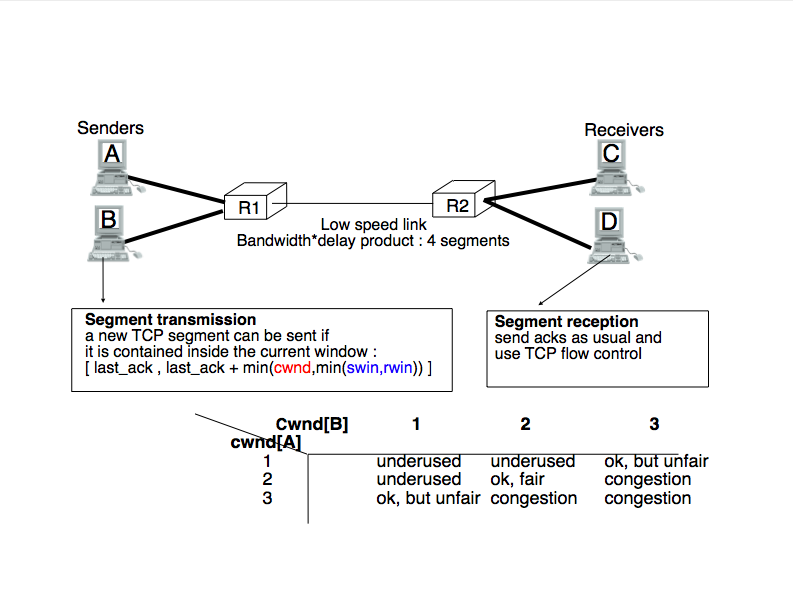 Senders
Receivers
A
C
B
D
R1
R2
Low speed link
Bandwidth*delay product : 4 segments
Segment transmission
a new TCP segment can be sent if
it is contained inside the current window :
[ last_ack , last_ack + min(cwnd,min(swin,rwin)) ]
Segment reception
send acks as usual and
use TCP flow control
Cwnd[B] 1 2 3
cwnd[A]
1 underused underused ok, but unfair
2 underused ok, fair congestion
3 ok, but unfair congestion congestion